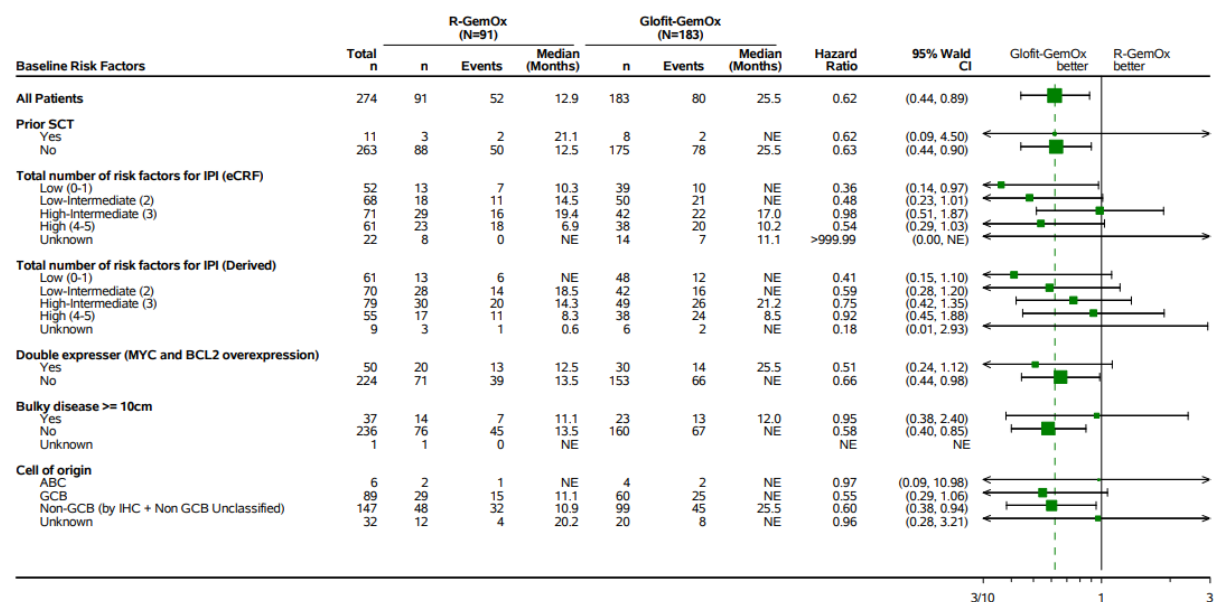 R-GemOx Glofit-GemOx
(N=91) (N=183)
Total Median Median Hazard 95% Wald Glofit-GemOx R-GemOx
Baseline Risk Factors n n Events (Months) n Events (Months) Ratio CI better better
All Patients 274 91 52 12.9 183 80 25.5 0.62 (0.44, 0.89)
Prior SCT
Yes 11 3 2 21.1 8 2 NE 0.62 (0.09, 4.50)
No 263 88 50 12.5 175 78 25.5 0.63 (0.44, 0.90)
Total number of risk factors for IPI (eCRF)
Low (0-1) 52 13 7 10.3 39 10 NE 0.36 (0.14, 0.97)
Low-Intermediate (2) 68 18 11 14.5 50 21 NE 0.48 (0.23, 1.01)
High-Intermediate (3) 71 29 16 19.4 42 22 17.0 0.98 (0.51, 1.87)
High (4-5) 61 23 18 6.9 38 20 10.2 0.54 (0.29, 1.03)
Unknown 22 8 0 NE 14 7 11.1 >999.99 (0.00, NE)
Total number of risk factors for IPI (Derived)
Low (0-1) 61 13 6 NE 48 12 NE 0.41 (0.15, 1.10)
Low-Intermediate (2) 70 28 14 18.5 42 16 NE 0.59 (0.28, 1.20)
High-Intermediate (3) 79 30 20 14.3 49 26 21.2 0.75 (0.42, 1.35)
High (4-5) 55 17 11 8.3 38 24 8.5 0.92 (0.45, 1.88)
Unknown 9 3 1 0.6 6 2 NE 0.18 (0.01, 2.93)
Double expresser (MYC and BCL2 overexpression)
Yes 50 20 13 12.5 30 14 25.5 0.51 (0.24, 1.12)
No 224 71 39 13.5 153 66 NE 0.66 (0.44, 0.98)
Bulky disease >= 10cm
Yes 37 14 7 11.1 23 13 12.0 0.95 (0.38, 2.40)
No 236 76 45 13.5 160 67 NE 0.58 (0.40, 0.85)
Unknown 1 1 0 NE NE NE
Cell of origin
ABC 6 2 1 NE 4 2 NE 0.97 (0.09, 10.98)
GCB 89 29 15 11.1 60 25 NE 0.55 (0.29, 1.06)
Non-GCB (by IHC + Non GCB Unclassified) 147 48 32 10.9 99 45 25.5 0.60 (0.38, 0.94)
Unknown 32 12 4 20.2 20 8 NE 0.96 (0.28, 3.21)
3/10 1 3